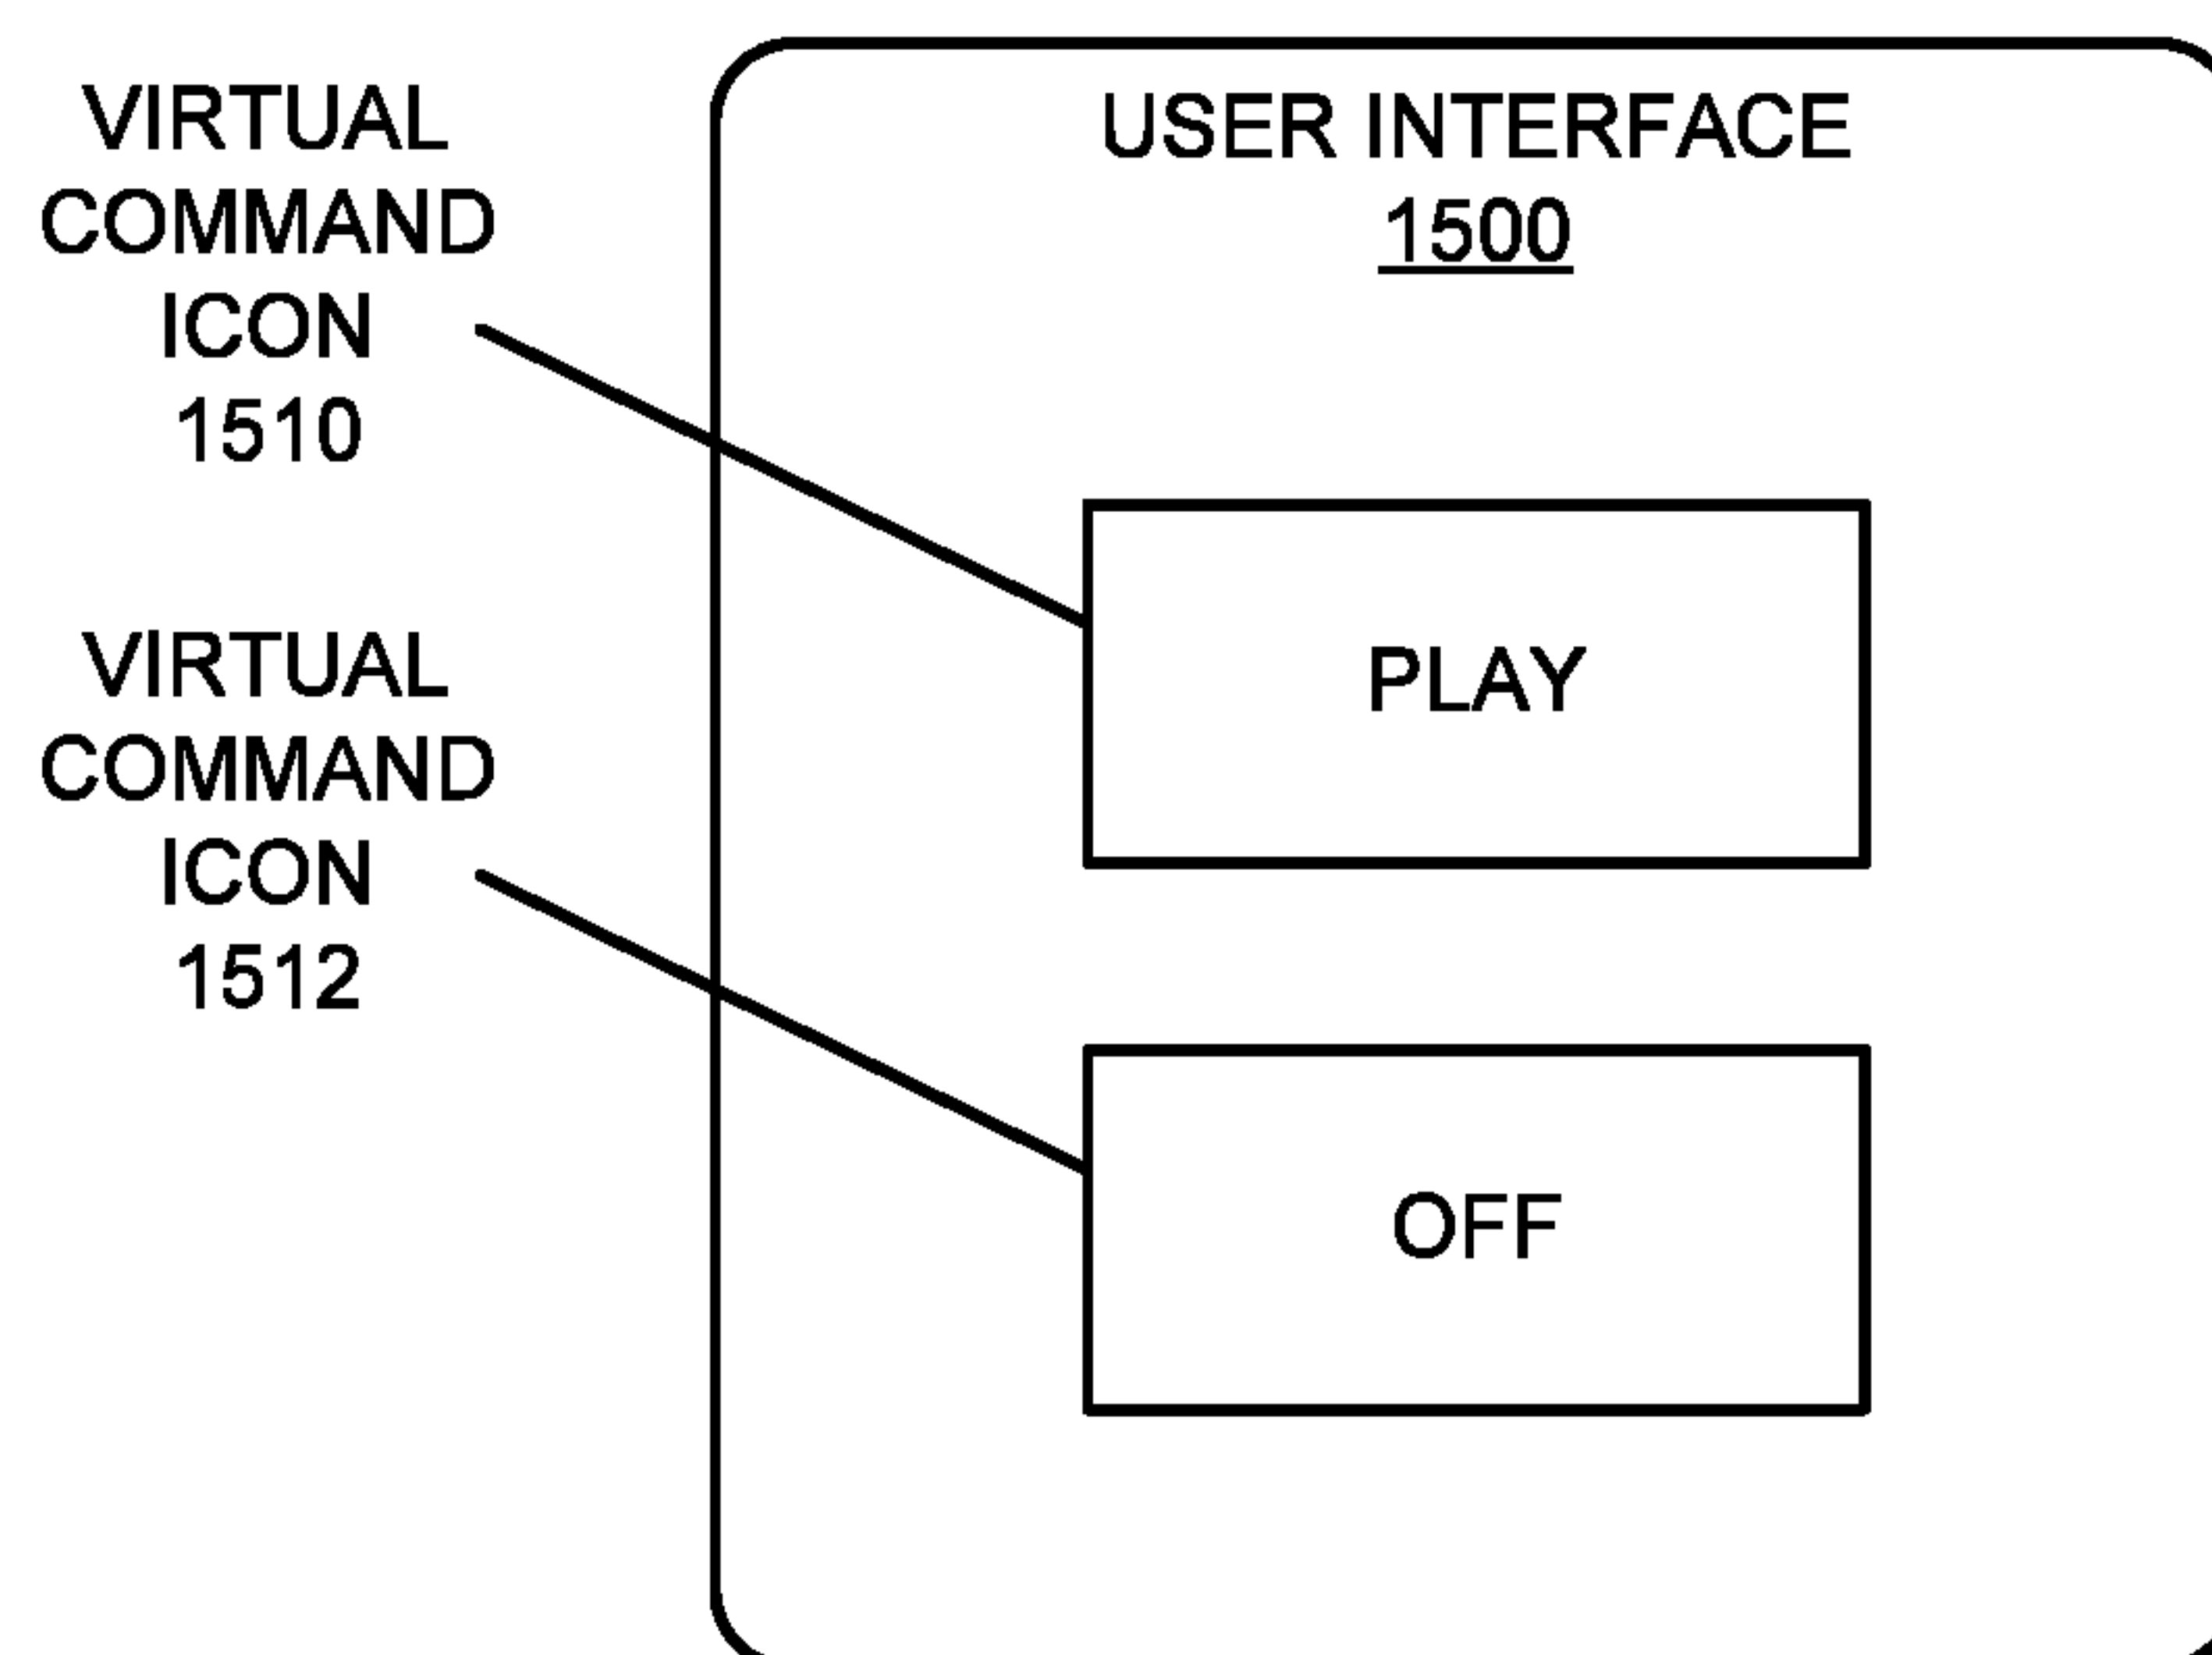 VIRTUAL
COMMAND
ICON
1510
VIRTUAL
COMMAND
ICON
1512
USER INTERFACE
1500
PLAY
OFF